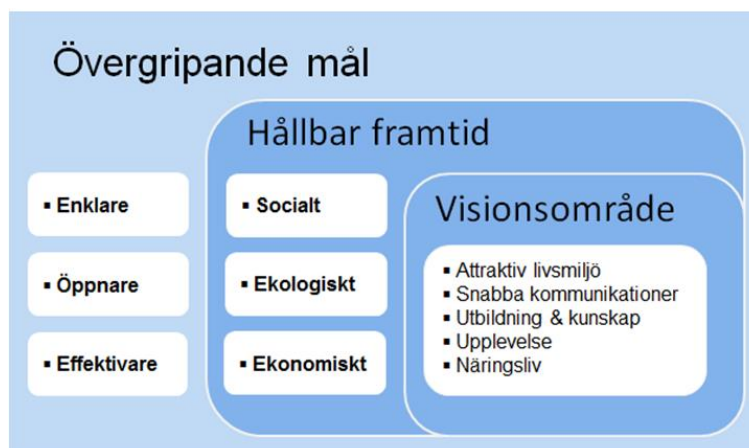 Övergripande mål
Hållbar framtid
▪ Enklare
▪ Öppnare
▪ Effektivare
▪ Socialt
▪ Ekologiskt
▪ Ekonomiskt
Visionsområde
▪ Attraktiv livsmiljö
▪ Snabba kommunikationer
▪ Utbildning & kunskap
▪ Upplevelse
▪ Näringsliv